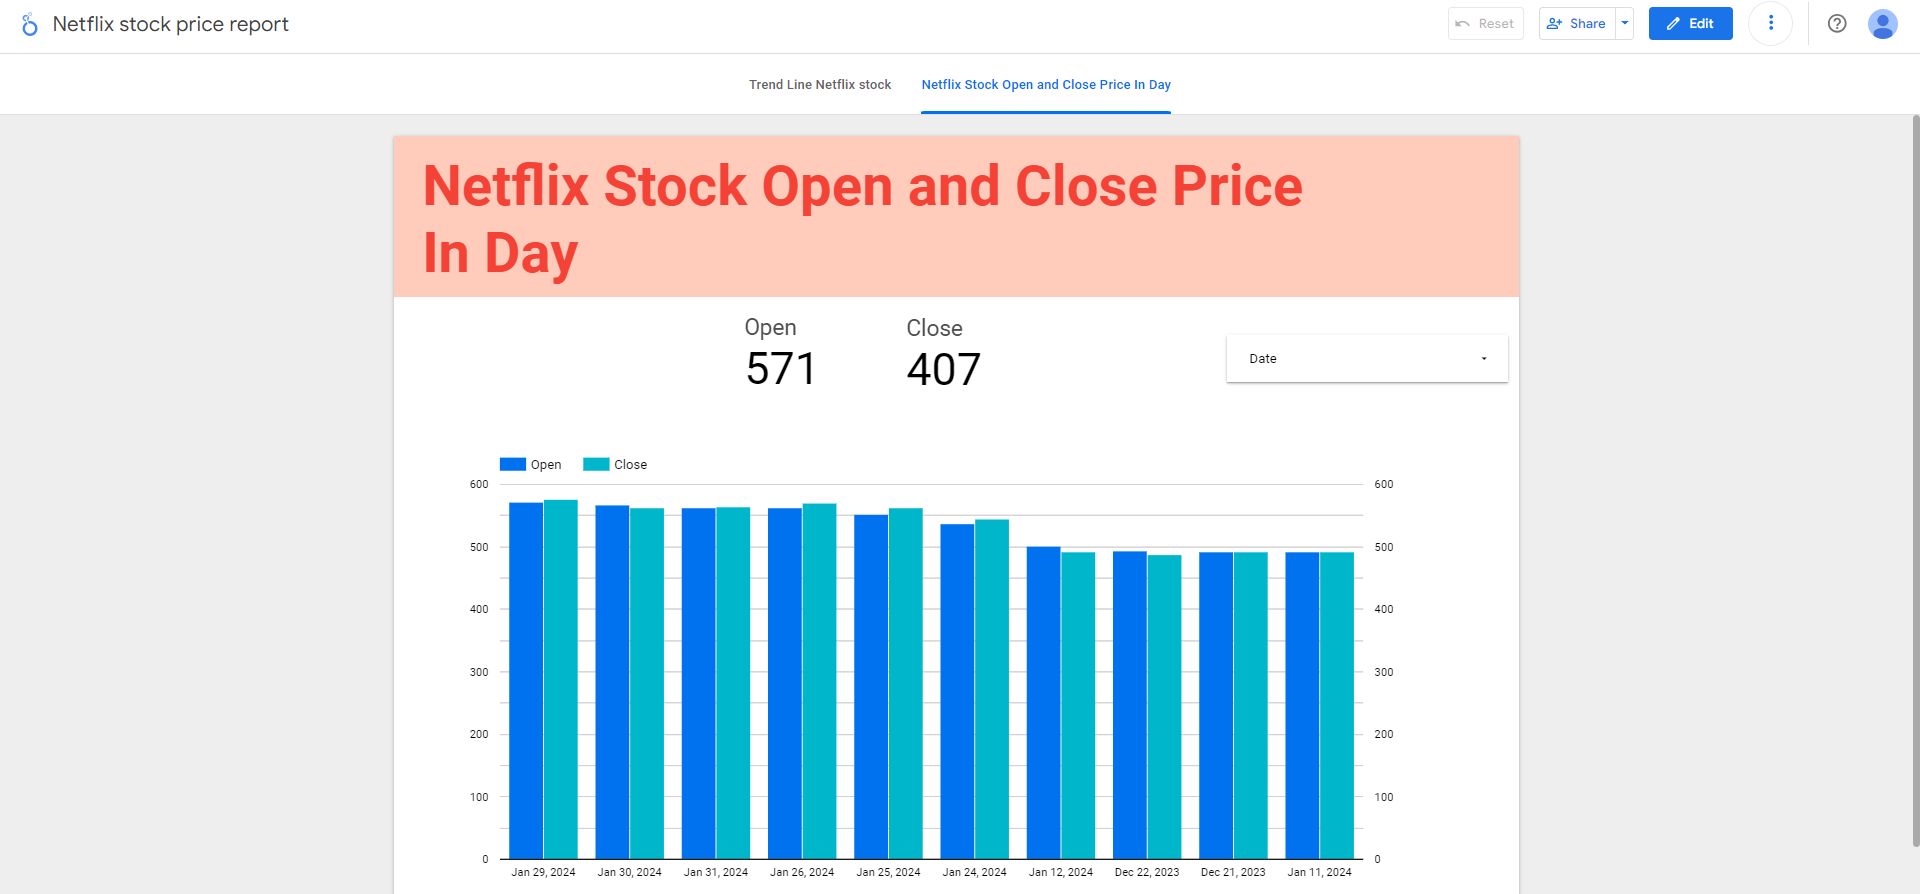 Netflix stock price report
Reset
Share
Edit
Trend Line Netflix stock
Netflix Stock Open and Close Price In Day
Netflix Stock Open and Close Price
In Day
Open
571
Close
407
Date
Open
Close
600
500
400
300
200
100
0
600
500
400
300
200
100
0
Jan 29, 2024
Jan 30, 2024
Jan 31, 2024
Jan 26, 2024
Jan 25, 2024
Jan 24, 2024
Jan 12, 2024
Dec 22, 2023
Dec 21, 2023
Jan 11, 2024